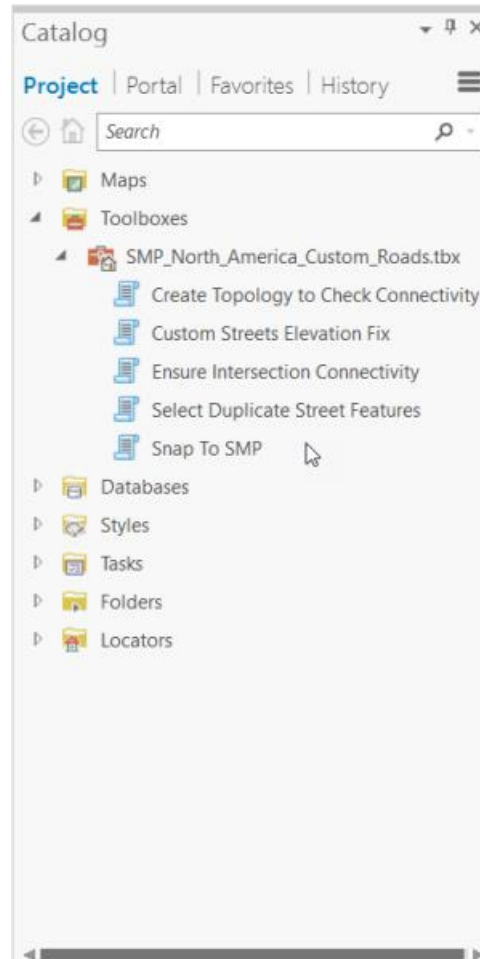 Catalog
Project | Portal | Favorites | History
Search
Maps
Toolboxes
SMP_North_America_Custom_Roads.tbx
Create Topology to Check Connectivity
Custom Streets Elevation Fix
Ensure Intersection Connectivity
Select Duplicate Street Features
Snap To SMP
Databases
Styles
Tasks
Folders
Locators